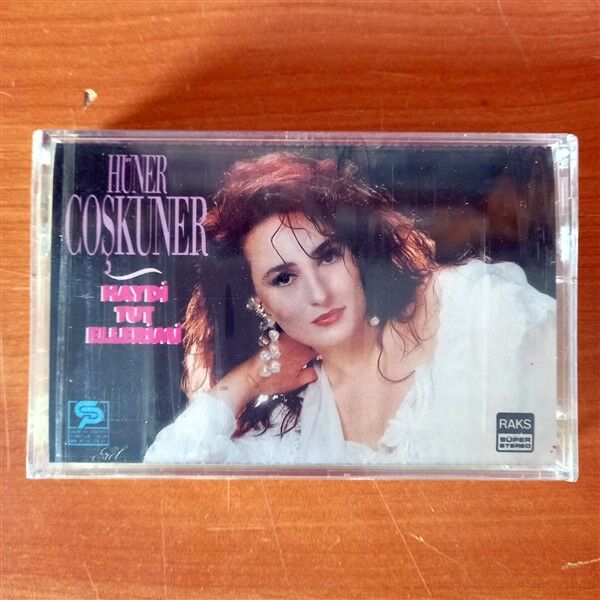 HÜNER
COŞKUNER
HAYDİ
TUT
ELLERİMİ
RAKS
SÜPER
STEREO